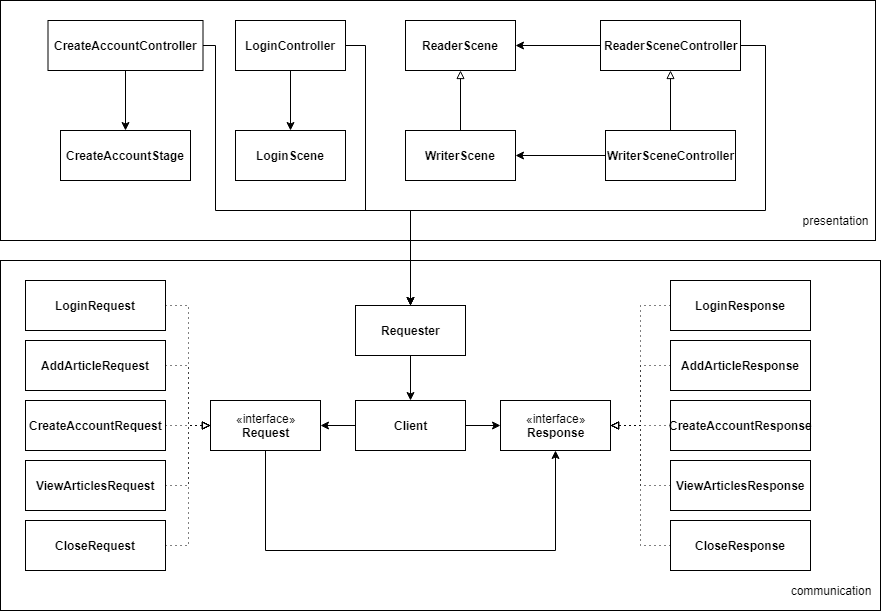 CreateAccountController
LoginController
ReaderScene
ReaderSceneController
CreateAccountStage
LoginScene
WriterScene
WriterSceneController
presentation
LoginRequest
Requester
LoginResponse
AddArticleRequest
AddArticleResponse
CreateAccountRequest
«interface»
Request
Client
«interface»
Response
CreateAccountResponse
ViewArticlesRequest
ViewArticlesResponse
CloseRequest
CloseResponse
communication